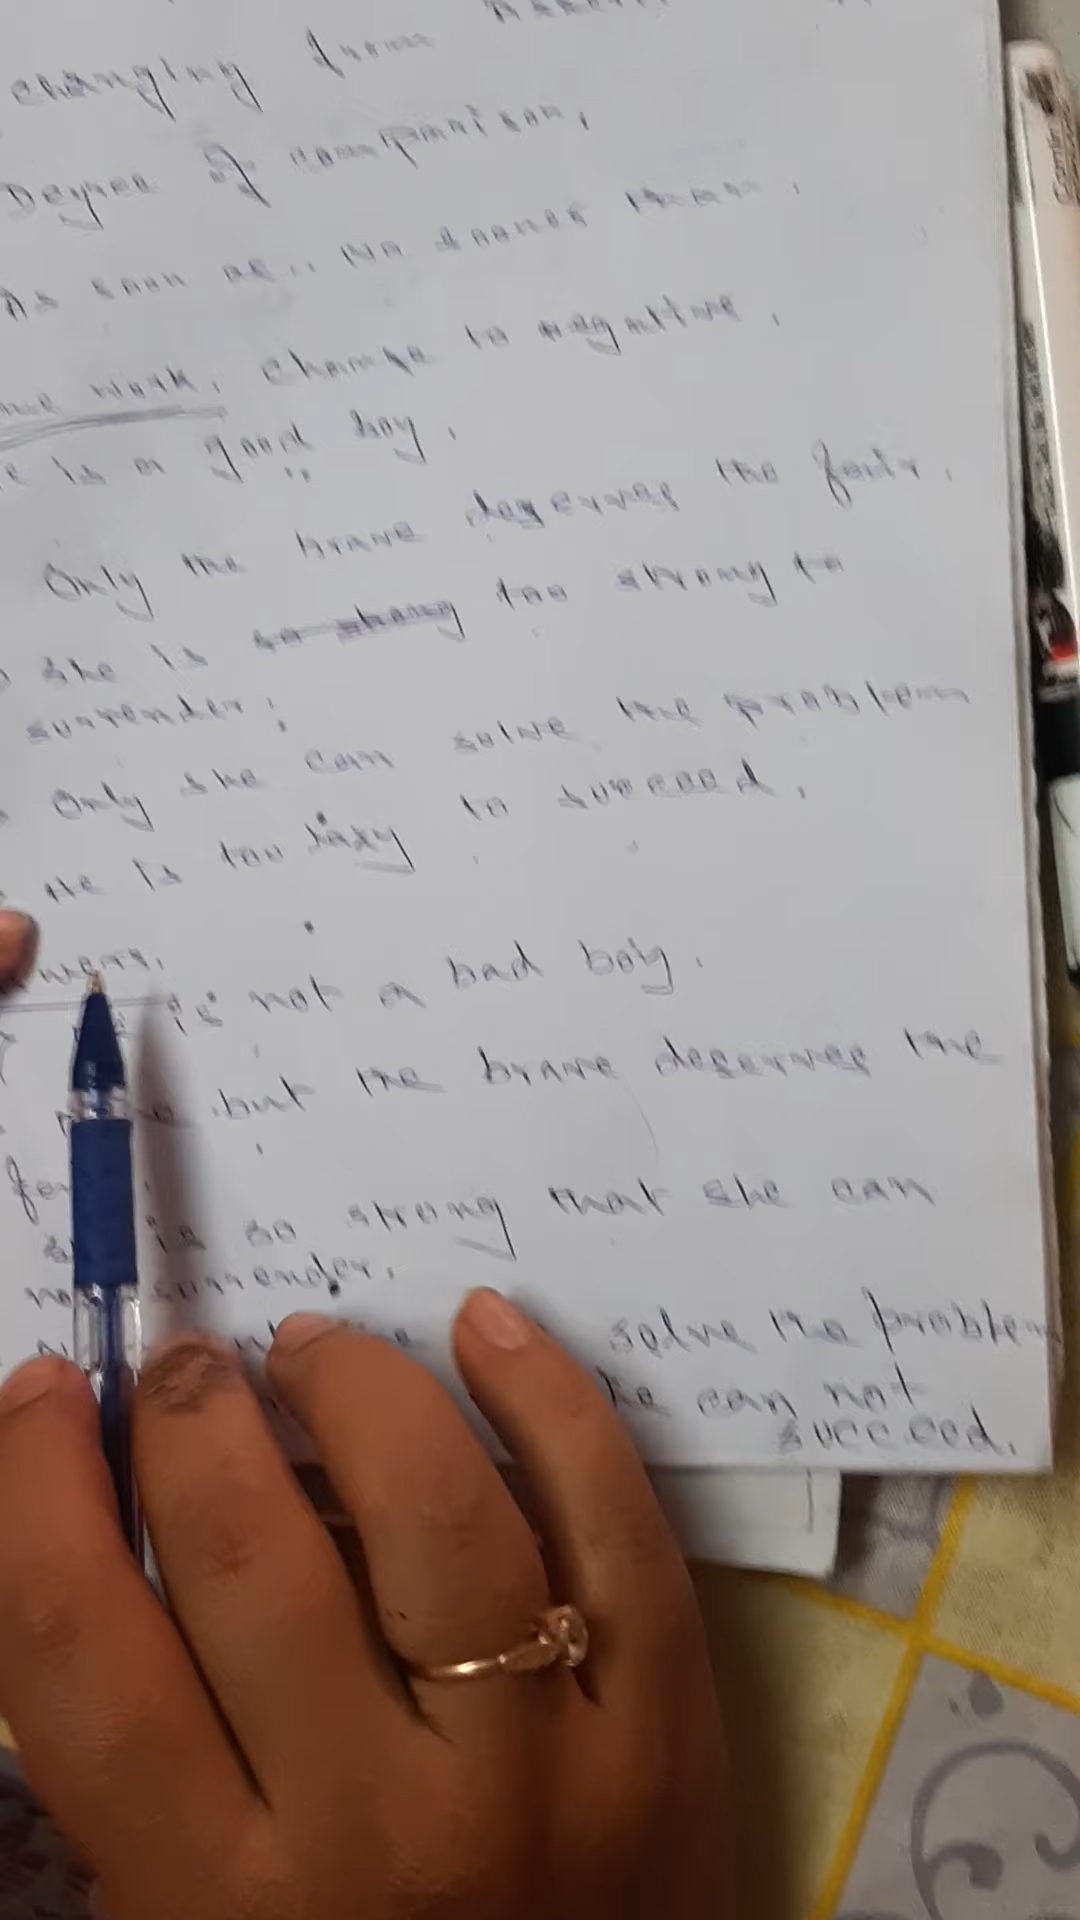 changing from
Degree of comparison.
As soon as.. No sooner than.
work. change to negative.
is a good boy.
Only the brave deserves the fair.
she is so strong too strong to
surrender.
Only she can solve the problem
He is too lazy to succeed.
is not a bad boy.
but the brave deserves the
is so strong that she can
surrender.
solve the problem
can not
succeed.